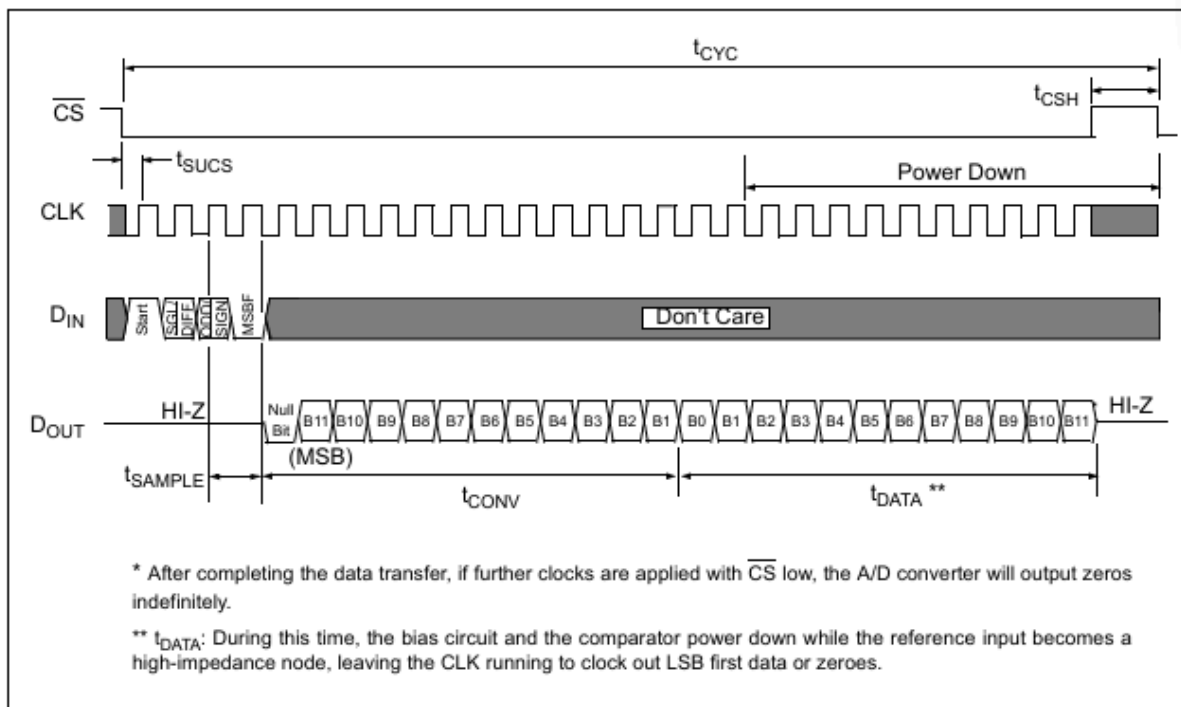 tCYC
tCSH
CS
tSUCS
Power Down
CLK
DIN
Start
SGL/
DIFF
ODD/
SIGN
MSBF
Don't Care
HI-Z
DOUT
Null
Bit
B11 B10 B9 B8 B7 B6 B5 B4 B3 B2 B1 B0 B1 B2 B3 B4 B5 B6 B7 B8 B9 B10 B11
HI-Z
(MSB)
tSAMPLE
tCONV
tDATA **
* After completing the data transfer, if further clocks are applied with CS low, the A/D converter will output zeros
indefinitely.
** tDATA: During this time, the bias circuit and the comparator power down while the reference input becomes a
high-impedance node, leaving the CLK running to clock out LSB first data or zeroes.